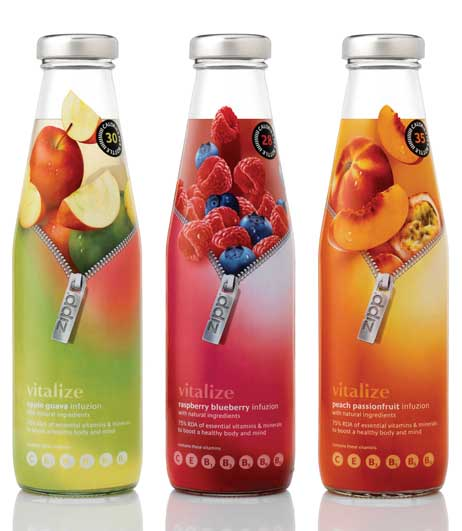 30
zipp
vitalize
apple guava infuzion
with natural ingredients
75% RDA of essential vitamins & minerals
to boost a healthy body and mind
contains these vitamins
C E
28
zipp
vitalize
raspberry blueberry infuzion
with natural ingredients
75% RDA of essential vitamins & minerals
to boost a healthy body and mind
contains these vitamins
C E B
35
zipp
vitalize
peach passionfruit infuzion
with natural ingredients
75% RDA of essential vitamins & minerals
to boost a healthy body and mind
contains these vitamins
C E B